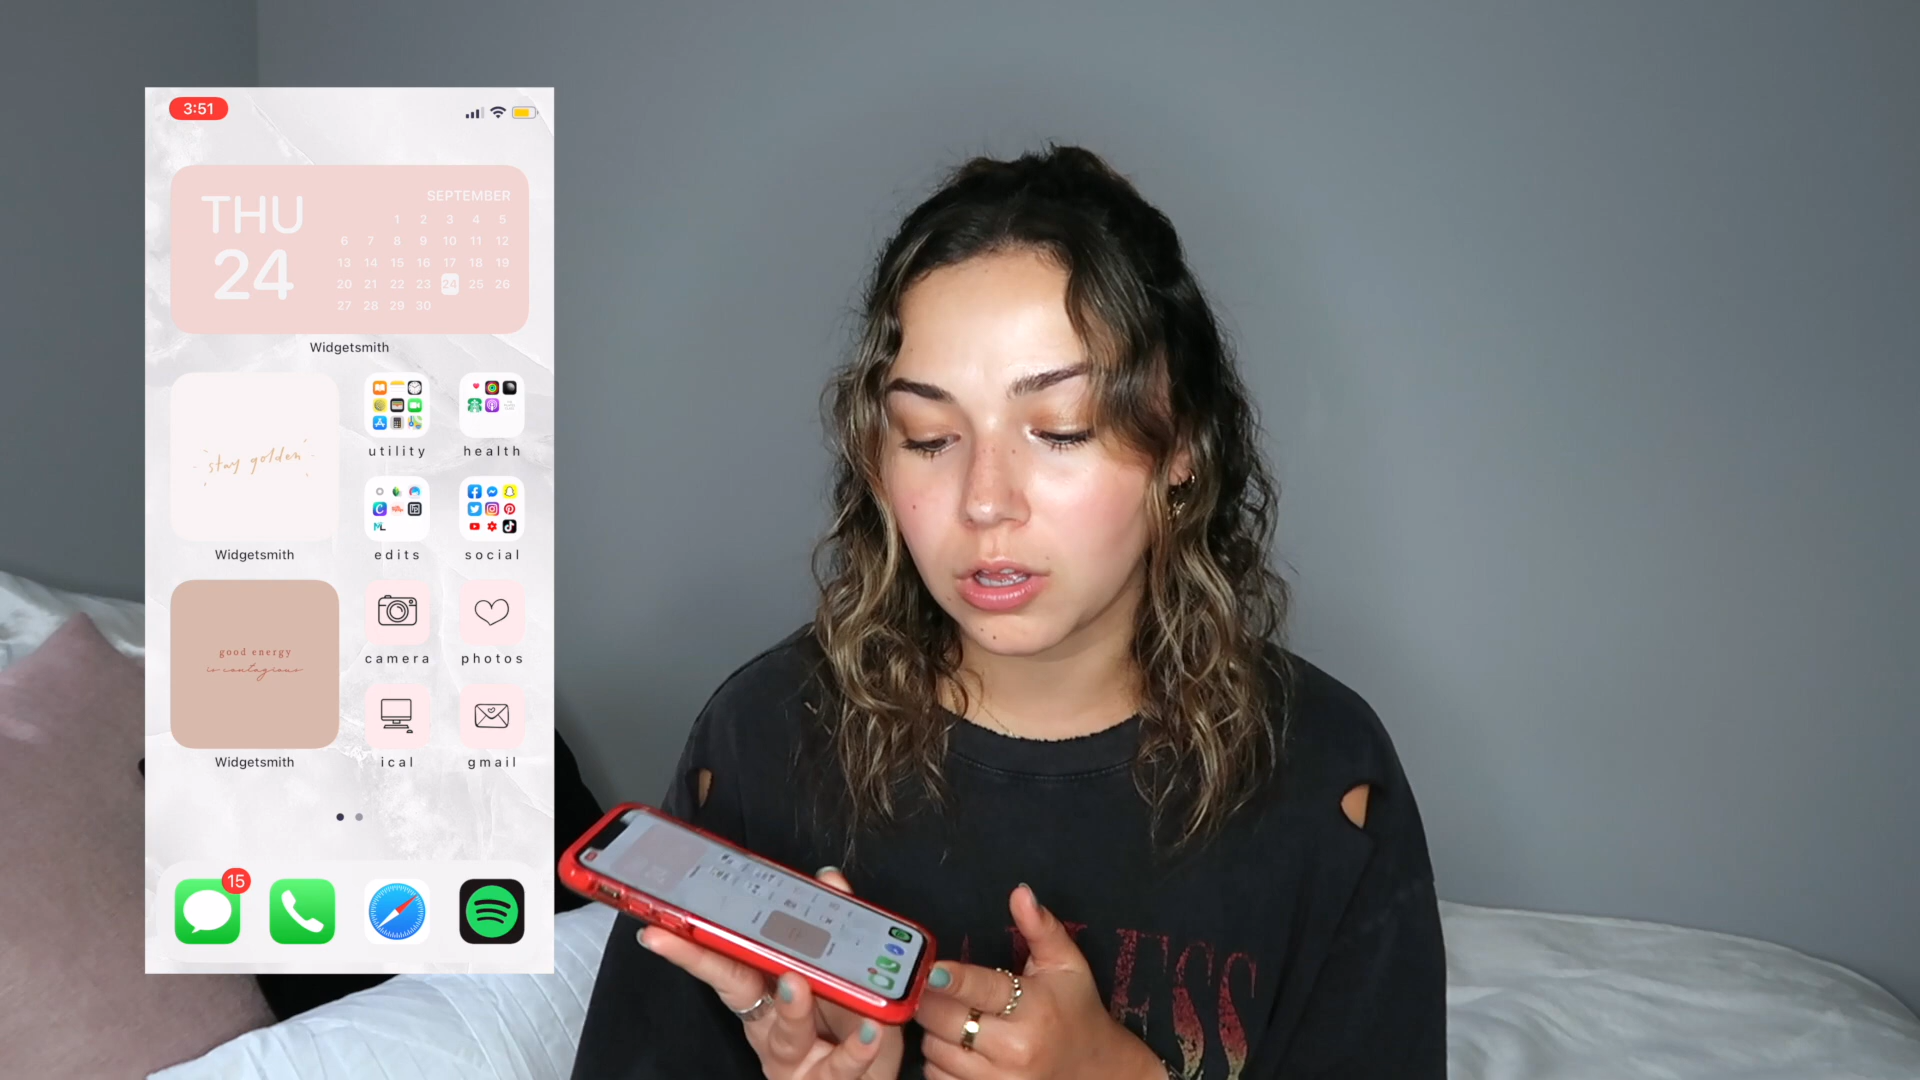 3:51
THU
24
SEPTEMBER
1 2 3 4 5
6 7 8 9 10 11 12
13 14 15 16 17 18 19
20 21 22 23 24 25 26
27 28 29 30
Widgetsmith
stay golden
Widgetsmith
utility
health
edits
social
good energy
is contagious
Widgetsmith
camera
photos
ical
gmail
15